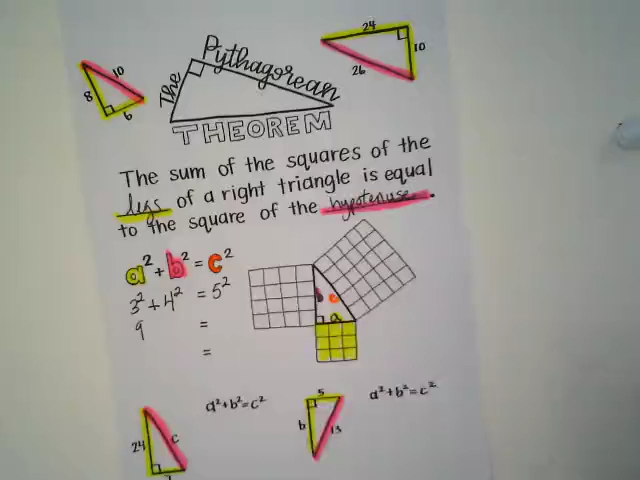 24
10
26
10
8
6
The Pythagorean
THEOREM
The sum of the squares of the
legs of a right triangle is equal
to the square of the hypotenuse.
a² + b² = c²
3² + 4² = 5²
9 =
=
c
a
a²+b²=c²
a²+b²=c²
24
c
5
b
13